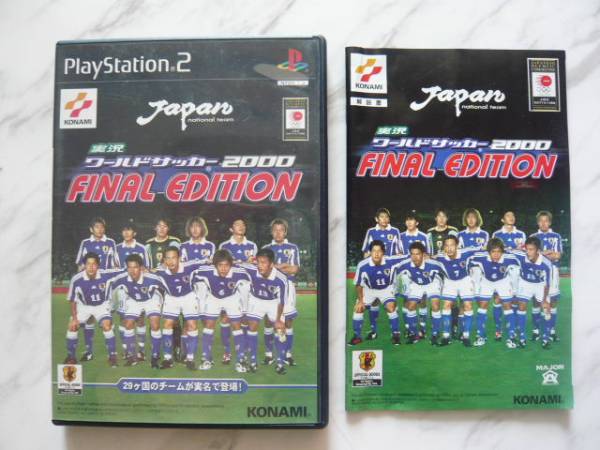 PlayStation 2
KONAMI
Japan
national team
実況
ワールドサッカー2000
FINAL EDITION
29ヶ国のチームが実名で登場!
KONAMI
KONAMI
解説書
Japan
national team
実況
ワールドサッカー2000
FINAL EDITION
MAJOR A
KONAMI